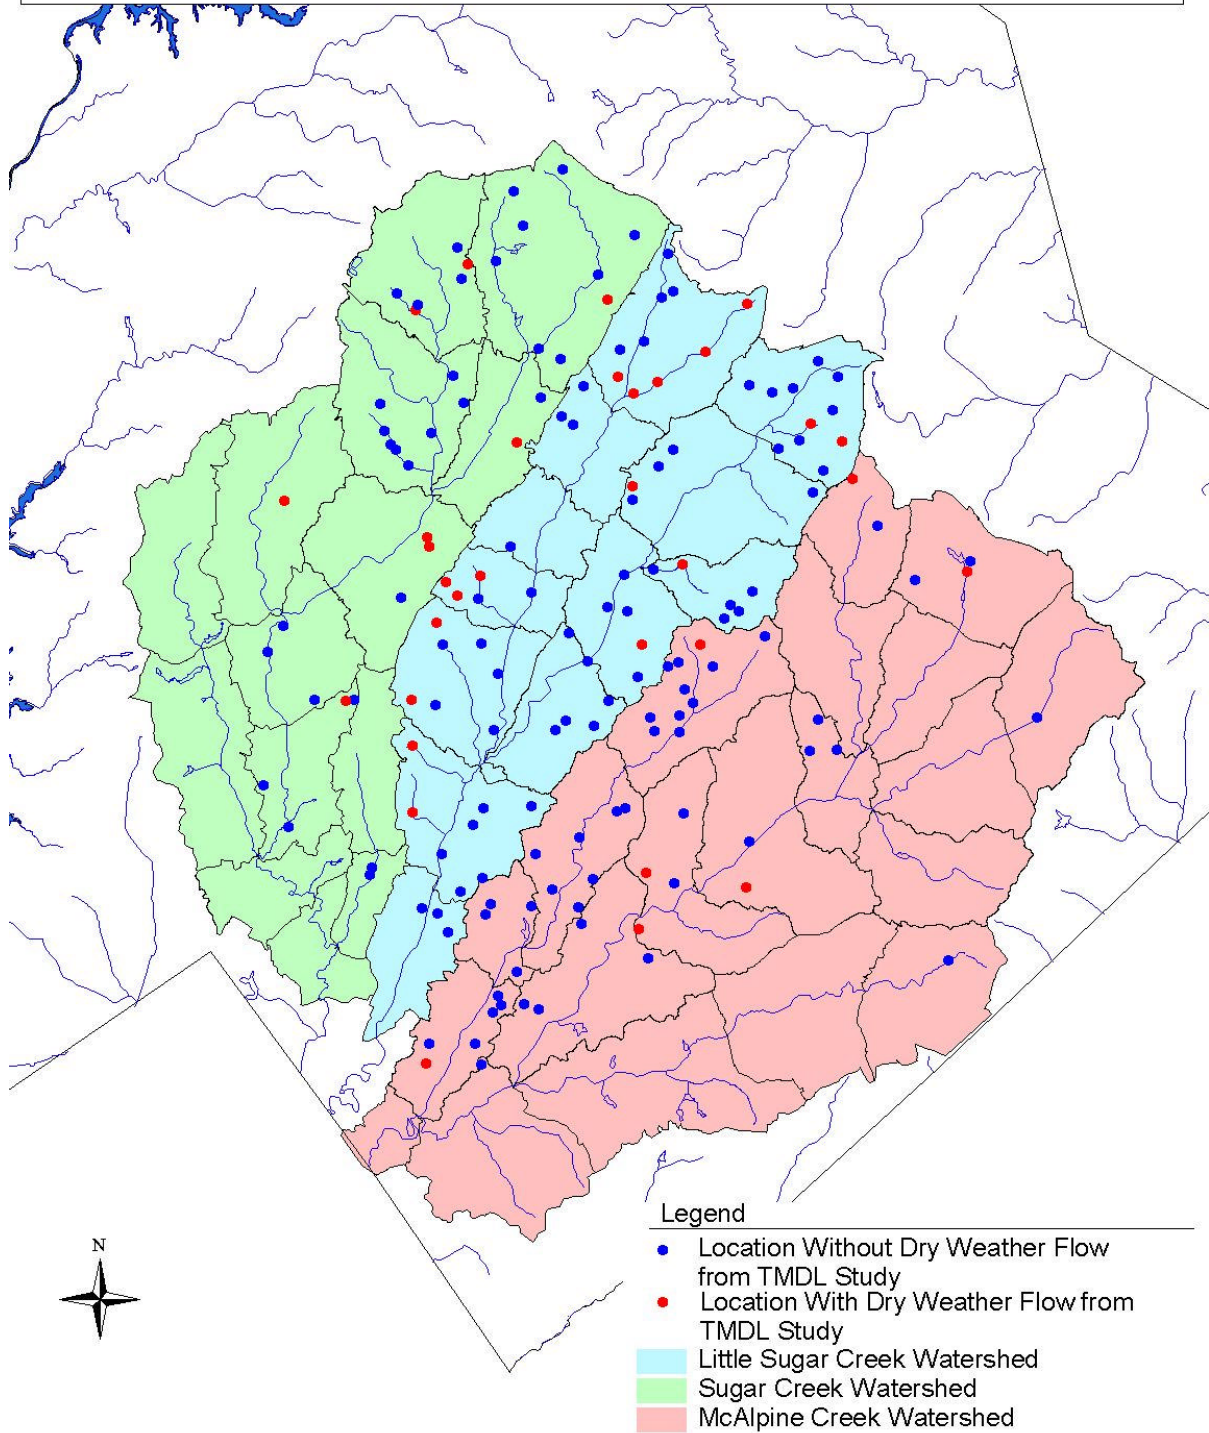 N
Legend
Location Without Dry Weather Flow
from TMDL Study
Location With Dry Weather Flow from
TMDL Study
Little Sugar Creek Watershed
Sugar Creek Watershed
McAlpine Creek Watershed